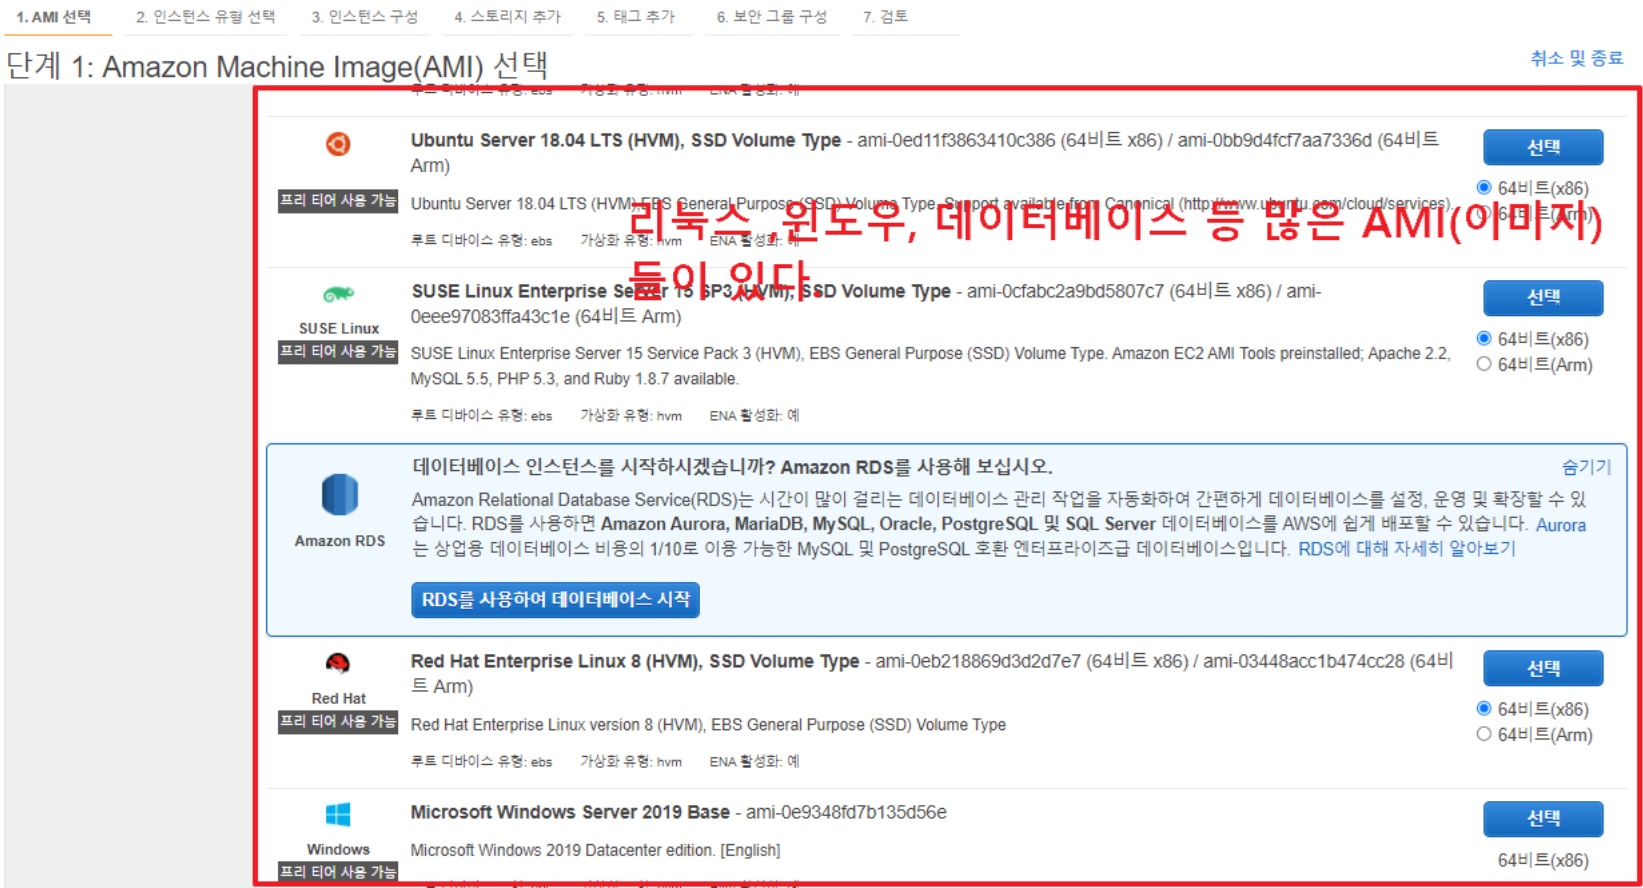 1. AMI 선택 2. 인스턴스 유형 선택 3. 인스턴스 구성 4. 스토리지 추가 5. 태그 추가 6. 보안 그룹 구성 7. 검토
단계 1: Amazon Machine Image(AMI) 선택
취소 및 종료
루트 디바이스 유형: ebs 가상화 유형: hvm ENA 활성화: 예
Ubuntu Server 18.04 LTS (HVM), SSD Volume Type - ami-0ed11f3863410c386 (64비트 x86) / ami-0bb9d4fcf7aa7336d (64비트
Arm)
선택
프리 티어 사용 가능
Ubuntu Server 18.04 LTS (HVM),EBS General Purpose (SSD) Volume Type. Support available from Canonical (http://www.ubuntu.com/cloud/services).
64비트(x86)
64비트(Arm)
루트 디바이스 유형: ebs 가상화 유형: hvm ENA 활성화: 예
리눅스 ,윈도우, 데이터베이스 등 많은 AMI(이미지)
들이 있다.
SUSE Linux
프리 티어 사용 가능
SUSE Linux Enterprise Server 15 SP3 (HVM), SSD Volume Type - ami-0cfabc2a9bd5807c7 (64비트 x86) / ami-
0eee97083ffa43c1e (64비트 Arm)
선택
64비트(x86)
64비트(Arm)
SUSE Linux Enterprise Server 15 Service Pack 3 (HVM), EBS General Purpose (SSD) Volume Type. Amazon EC2 AMI Tools preinstalled; Apache 2.2,
MySQL 5.5, PHP 5.3, and Ruby 1.8.7 available.
루트 디바이스 유형: ebs 가상화 유형: hvm ENA 활성화: 예
Amazon RDS
데이터베이스 인스턴스를 시작하시겠습니까? Amazon RDS를 사용해 보십시오.
숨기기
Amazon Relational Database Service(RDS)는 시간이 많이 걸리는 데이터베이스 관리 작업을 자동화하여 간편하게 데이터베이스를 설정, 운영 및 확장할 수 있
습니다. RDS를 사용하면 Amazon Aurora, MariaDB, MySQL, Oracle, PostgreSQL 및 SQL Server 데이터베이스를 AWS에 쉽게 배포할 수 있습니다. Aurora
는 상업용 데이터베이스 비용의 1/10로 이용 가능한 MySQL 및 PostgreSQL 호환 엔터프라이즈급 데이터베이스입니다. RDS에 대해 자세히 알아보기
RDS를 사용하여 데이터베이스 시작
Red Hat
프리 티어 사용 가능
Red Hat Enterprise Linux 8 (HVM), SSD Volume Type - ami-0eb218869d3d2d7e7 (64비트 x86) / ami-03448acc1b474cc28 (64비
트 Arm)
선택
64비트(x86)
64비트(Arm)
Red Hat Enterprise Linux version 8 (HVM), EBS General Purpose (SSD) Volume Type
루트 디바이스 유형: ebs 가상화 유형: hvm ENA 활성화: 예
Windows
프리 티어 사용 가능
Microsoft Windows Server 2019 Base - ami-0e9348fd7b135d56e
선택
Microsoft Windows 2019 Datacenter edition. [English]
64비트(x86)